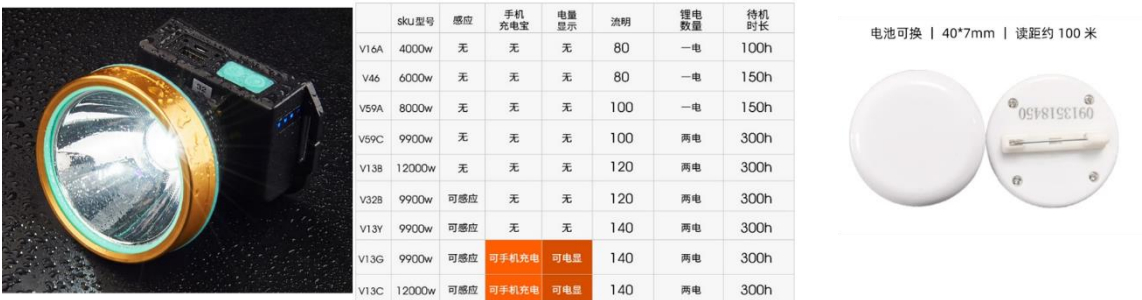 sku型号 感应 手机充电宝 电量显示 流明 锂电数量 待机时长
V16A 4000w 无 无 无 80 一电 100h
V46 6000w 无 无 无 80 一电 150h
V59A 8000w 无 无 无 100 一电 150h
V59C 9900w 无 无 无 100 两电 300h
V13B 12000w 无 无 无 120 两电 300h
V32B 9900w 可感应 无 无 120 两电 300h
V13Y 9900w 可感应 无 无 140 两电 300h
V13G 9900w 可感应 可手机充电 可电显 140 两电 300h
V13C 12000w 可感应 可手机充电 可电显 140 两电 300h
电池可换 | 40*7mm | 读距约 100 米
0913518450